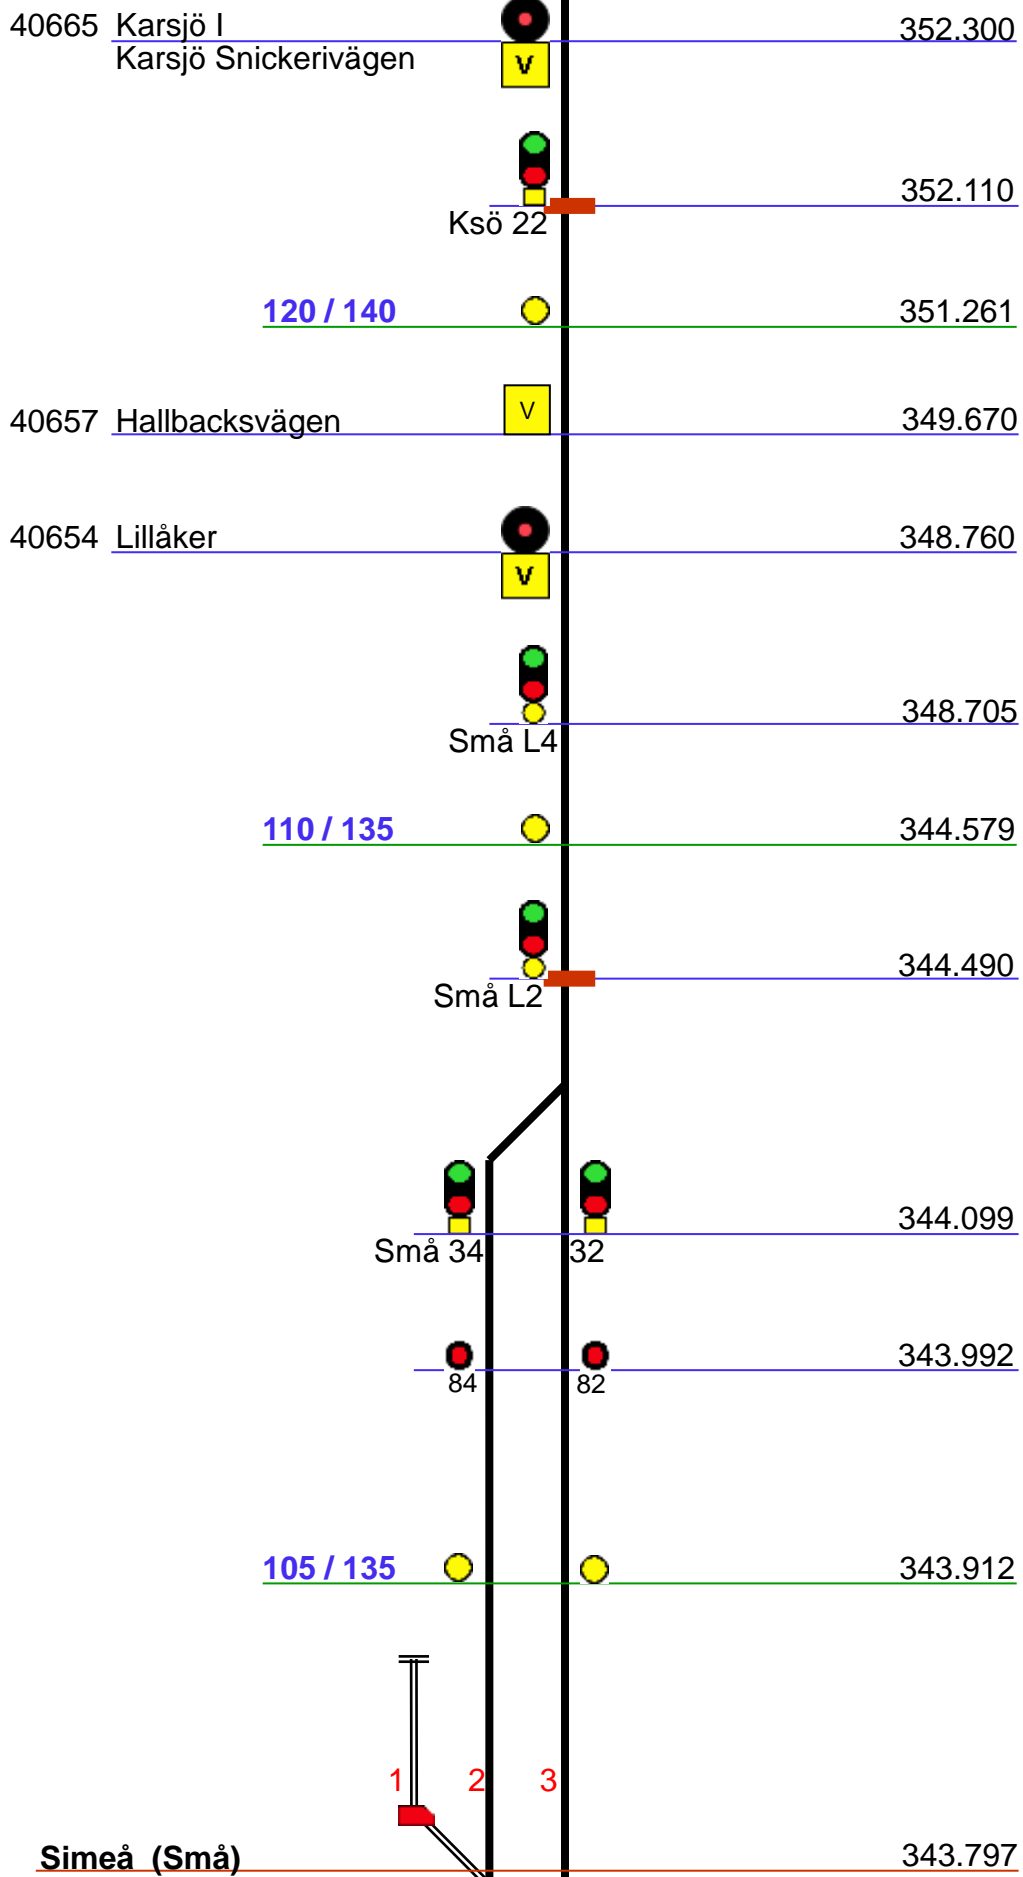 40665 Karsjö I 352.300
Karsjö Snickerivägen
V
352.110
Ksö 22
120 / 140 351.261
40657 Hallbacksvägen V 349.670
40654 Lillåker 348.760
V
348.705
Små L4
110 / 135 344.579
344.490
Små L2
344.099
Små 34 32
343.992
84 82
105 / 135 343.912
1 2 3
Simeå (Små) 343.797